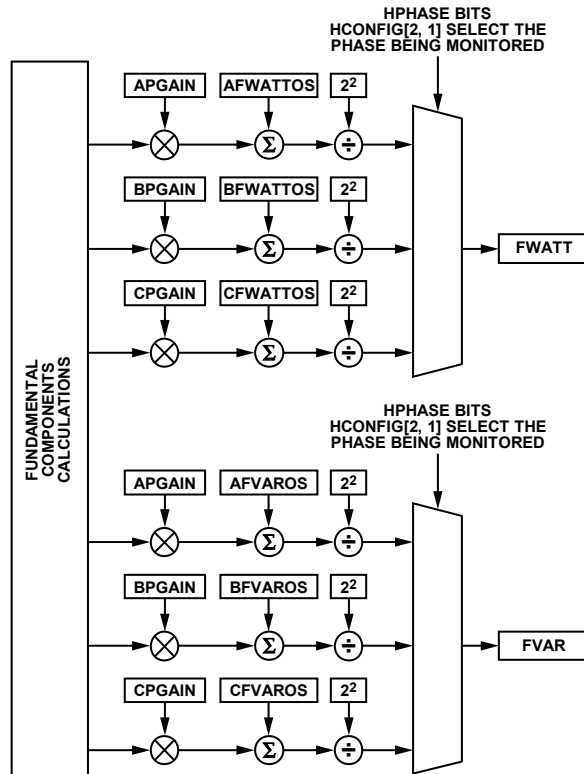 HPHASE BITS
HCONFIG[2, 1] SELECT THE
PHASE BEING MONITORED
APGAIN AFWATTOS 2²
Σ ÷
BPGAIN BFWATTOS 2²
Σ ÷
FWATT
CPGAIN CFWATTOS 2²
Σ ÷
FUNDAMENTAL
COMPONENTS
CALCULATIONS
HPHASE BITS
HCONFIG[2, 1] SELECT THE
PHASE BEING MONITORED
APGAIN AFVAROS 2²
Σ ÷
BPGAIN BFVAROS 2²
Σ ÷
FVAR
CPGAIN CFVAROS 2²
Σ ÷